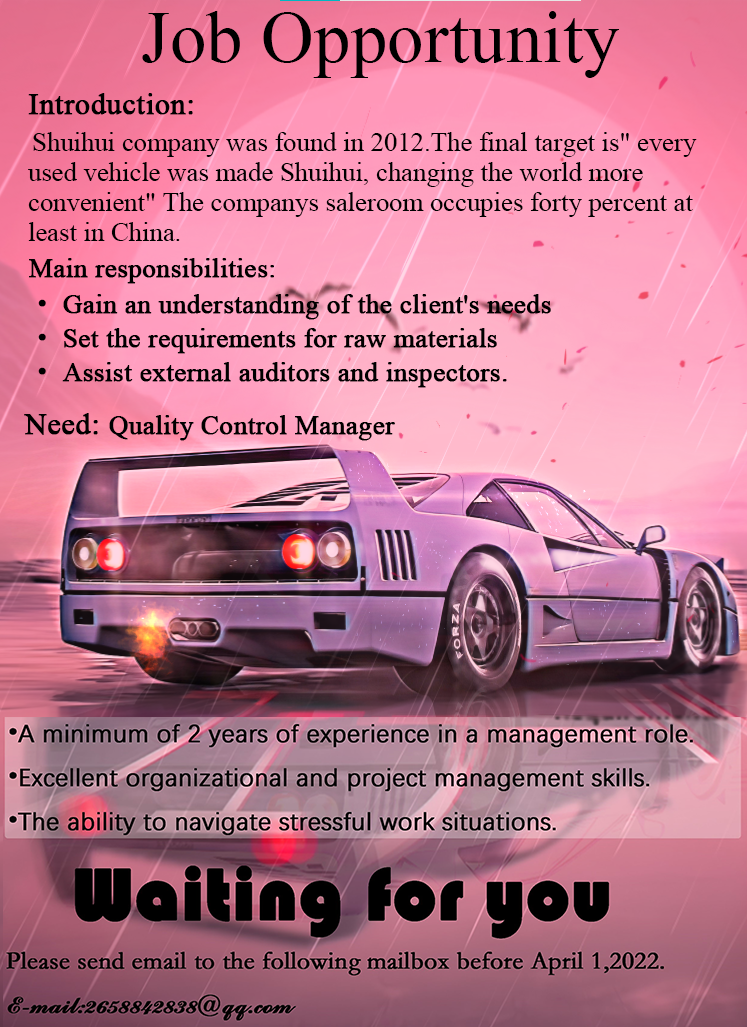 Job Opportunity
Introduction:
Shuihui company was found in 2012.The final target is" every
used vehicle was made Shuihui, changing the world more
convenient" The companys saleroom occupies forty percent at
least in China.
Main responsibilities:
• Gain an understanding of the client's needs
• Set the requirements for raw materials
• Assist external auditors and inspectors.
Need: Quality Control Manager
FORZA
•A minimum of 2 years of experience in a management role.
•Excellent organizational and project management skills.
•The ability to navigate stressful work situations.
Waiting for you
Please send email to the following mailbox before April 1,2022.
E-mail:2658842838@qq.com